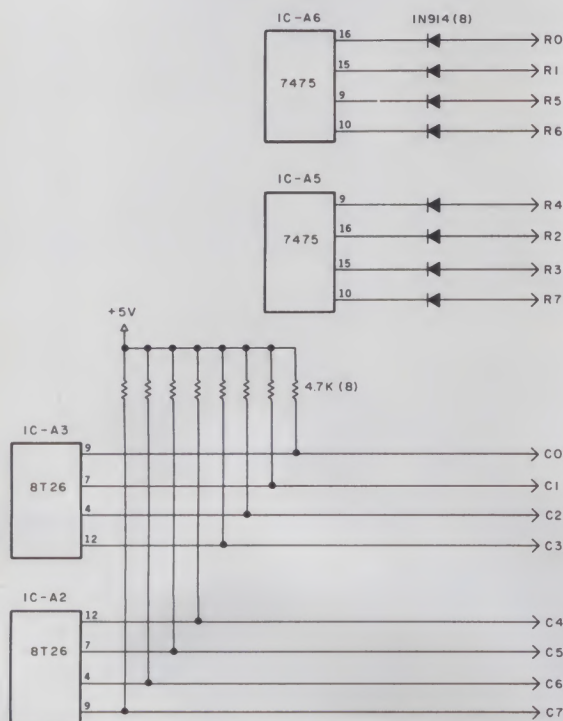 IC-A6
1N914(8)
16
R0
15
R1
7475
9
R5
10
R6
IC-A5
9
R4
7475
16
R2
15
R3
10
R7
+5V
4.7K (8)
IC-A3
9
C0
8T26
7
C1
4
C2
12
C3
IC-A2
12
C4
8T26
7
C5
4
C6
9
C7